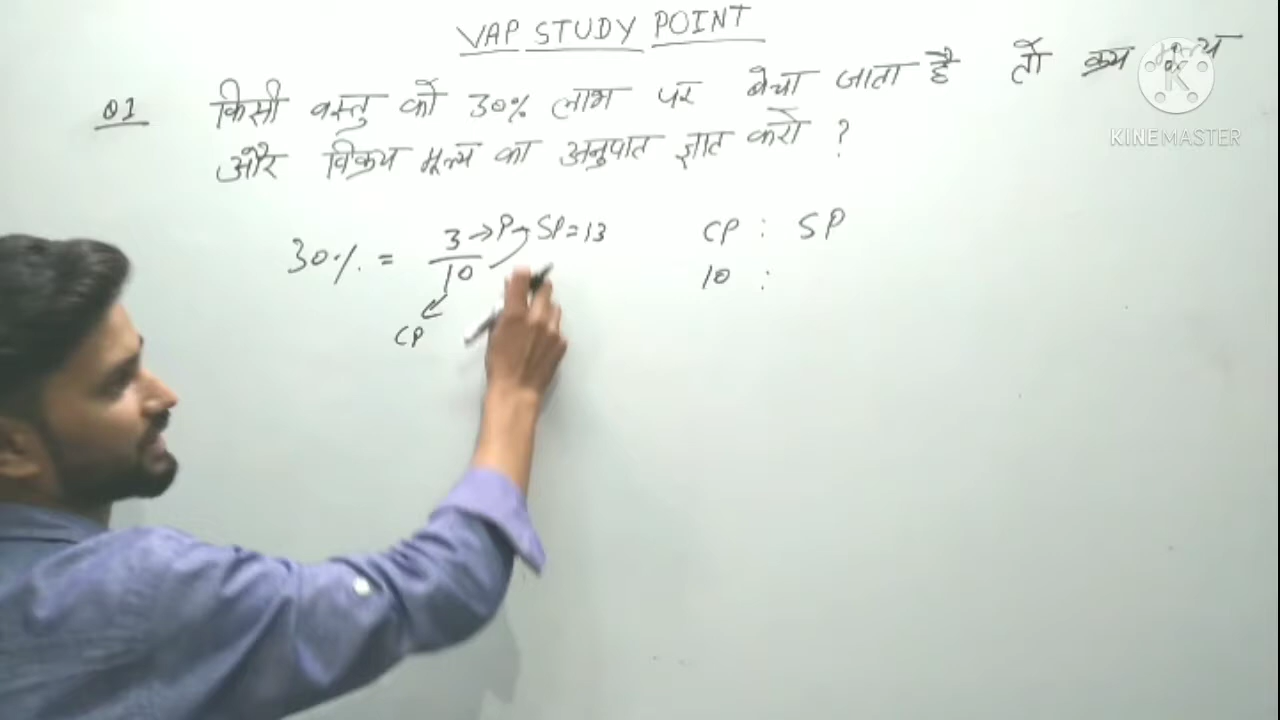 VAP STUDY POINT
Q1 किसी वस्तु को 30% लाभ पर बेचा जाता है तो क्रय
और विक्रय मूल्य का अनुपात ज्ञात करो ?
30% = 3/10 → P → SP = 13
CP
CP : SP
10 :
KINEMASTER